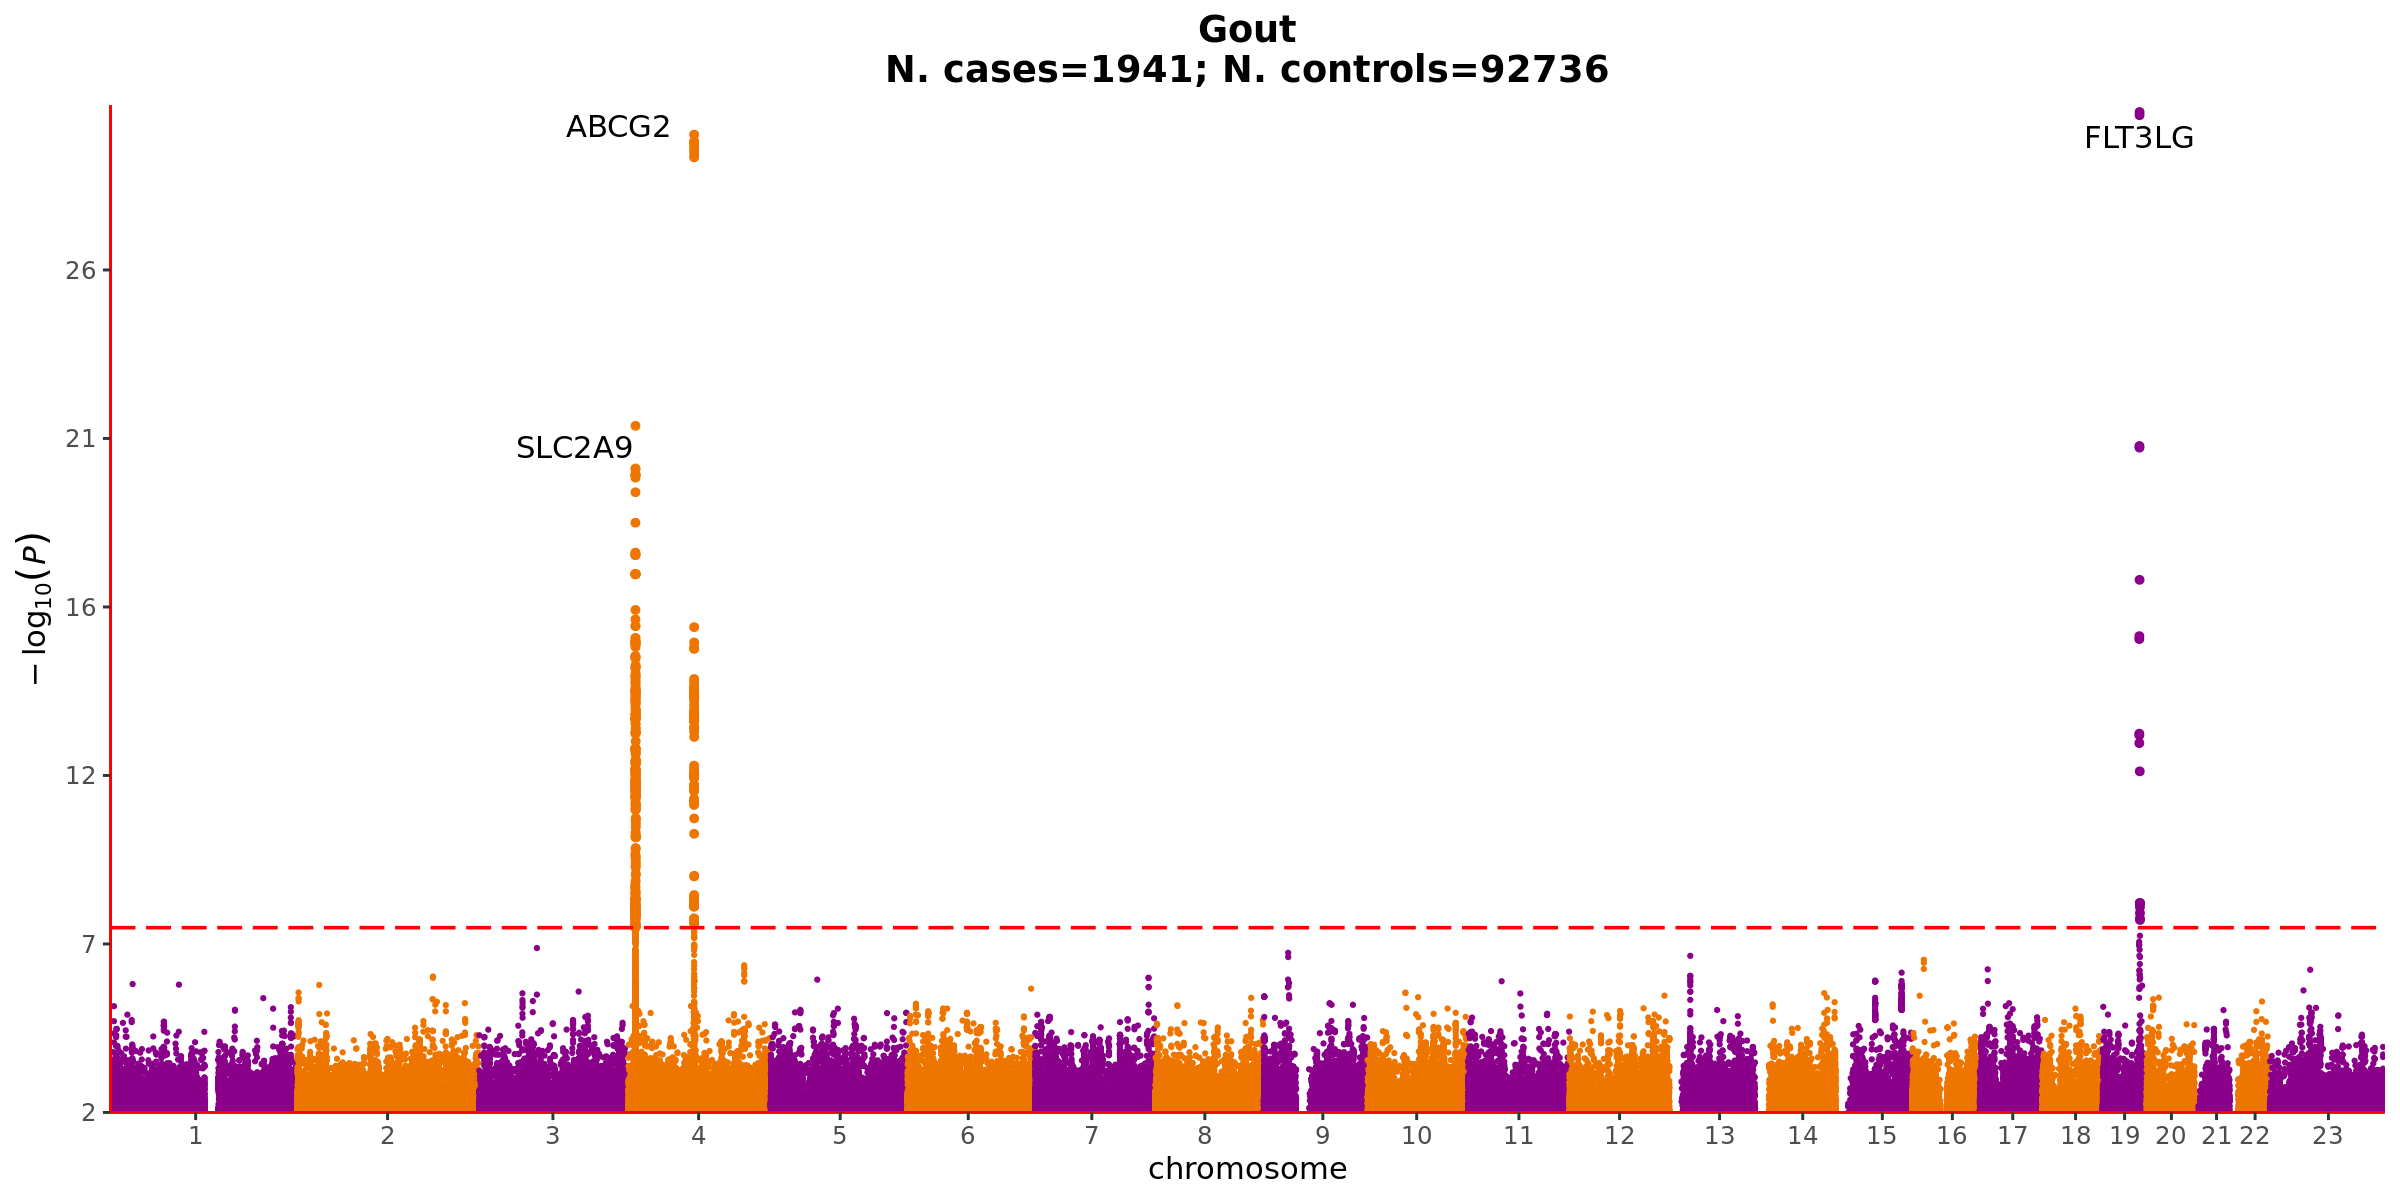 Gout
N. cases=1941; N. controls=92736
ABCG2
FLT3LG
SLC2A9
26
21
16
12
7
2
−log10(P)
1 2 3 4 5 6 7 8 9 10 11 12 13 14 15 16 17 18 19 20 21 22 23
chromosome